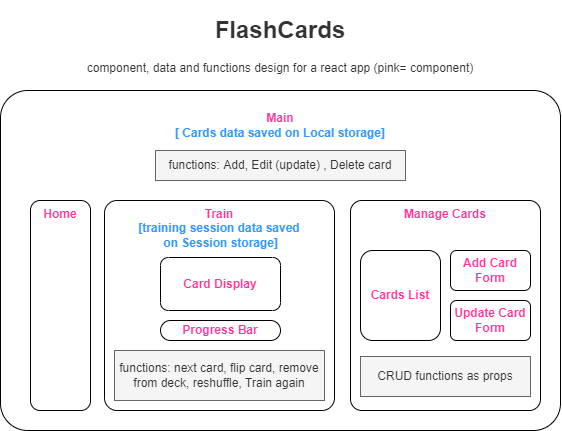 FlashCards
component, data and functions design for a react app (pink= component)
Main
[ Cards data saved on Local storage]
functions: Add, Edit (update) , Delete card
Home
Train
[training session data saved
on Session storage]
Card Display
Progress Bar
functions: next card, flip card, remove
from deck, reshuffle, Train again
Manage Cards
Cards List
Add Card
Form
Update Card
Form
CRUD functions as props